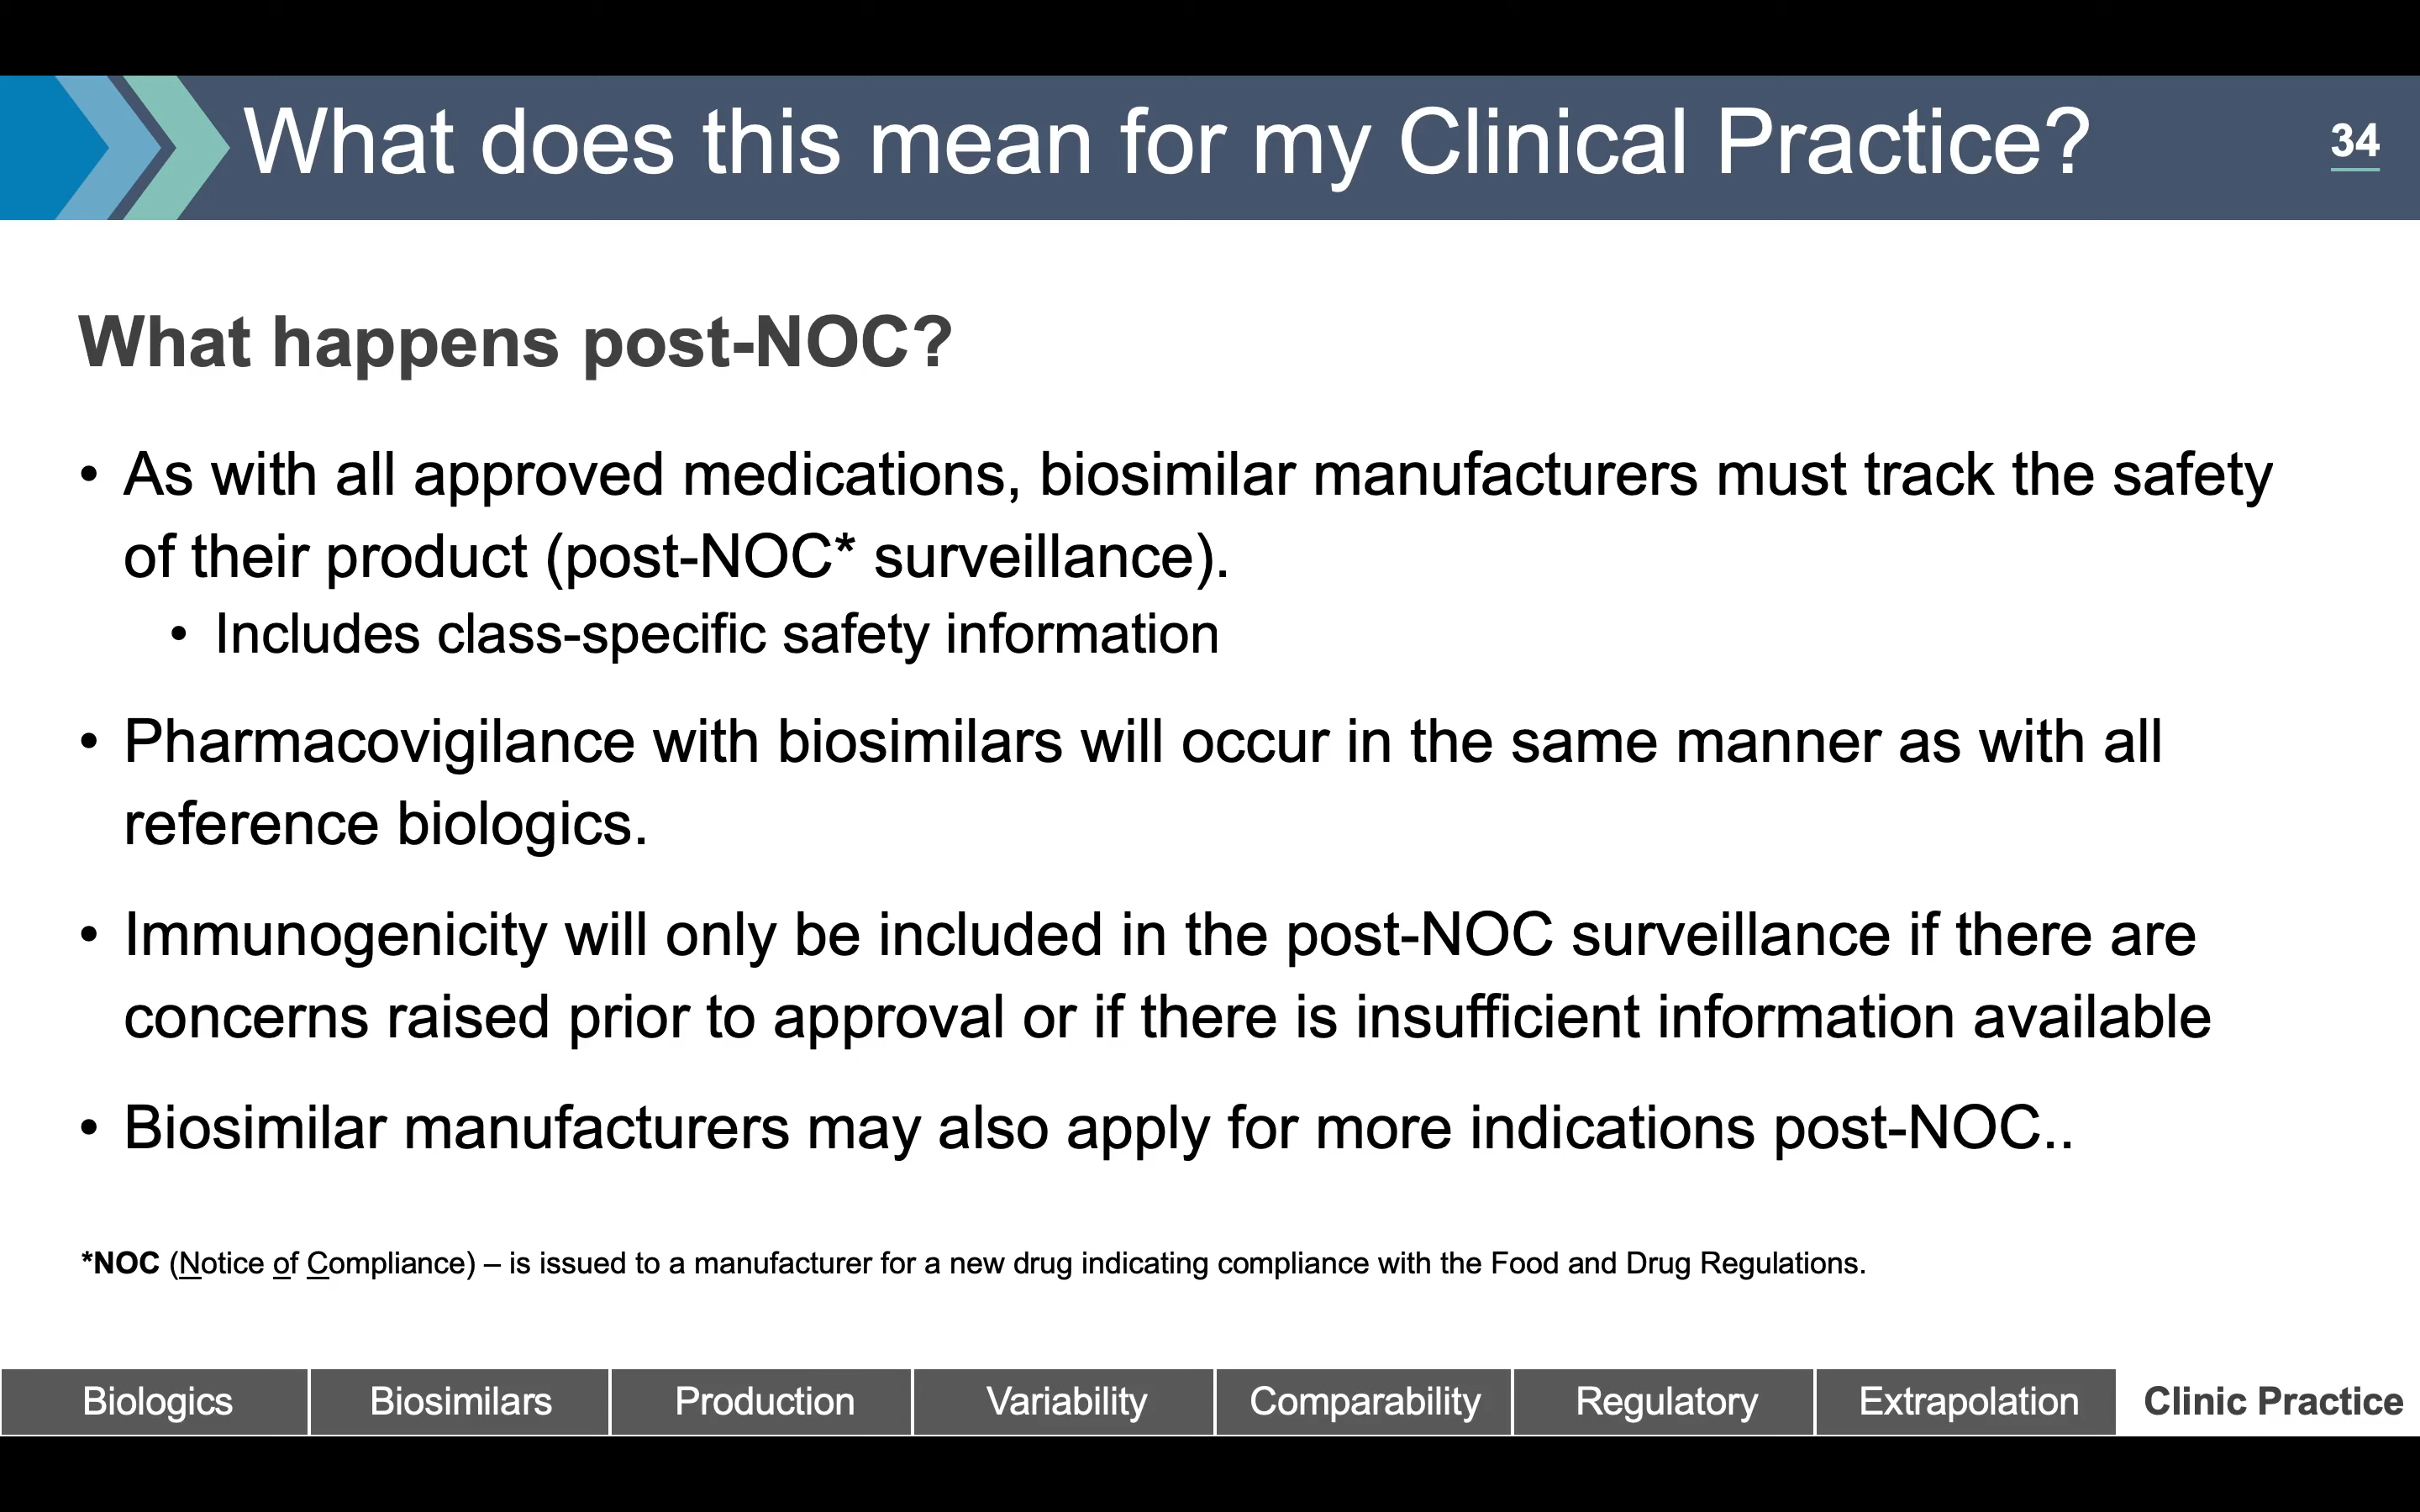 What does this mean for my Clinical Practice?
34
What happens post-NOC?
• As with all approved medications, biosimilar manufacturers must track the safety
of their product (post-NOC* surveillance).
• Includes class-specific safety information
• Pharmacovigilance with biosimilars will occur in the same manner as with all
reference biologics.
• Immunogenicity will only be included in the post-NOC surveillance if there are
concerns raised prior to approval or if there is insufficient information available
• Biosimilar manufacturers may also apply for more indications post-NOC..
*NOC (Notice of Compliance) – is issued to a manufacturer for a new drug indicating compliance with the Food and Drug Regulations.
Biologics Biosimilars Production Variability Comparability Regulatory Extrapolation Clinic Practice